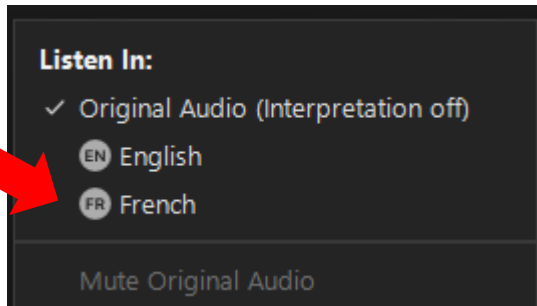 Listen In:
✓ Original Audio (Interpretation off)
EN English
FR French
Mute Original Audio